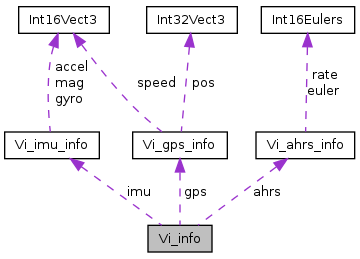 Int16Vect3 Int32Vect3 Int16Eulers
accel
mag
gyro
speed pos
rate
euler
Vi_imu_info Vi_gps_info Vi_ahrs_info
imu gps ahrs
Vi_info